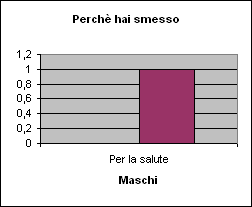 Perchè hai smesso
1,2
1
0,8
0,6
0,4
0,2
0
Per la salute
Maschi